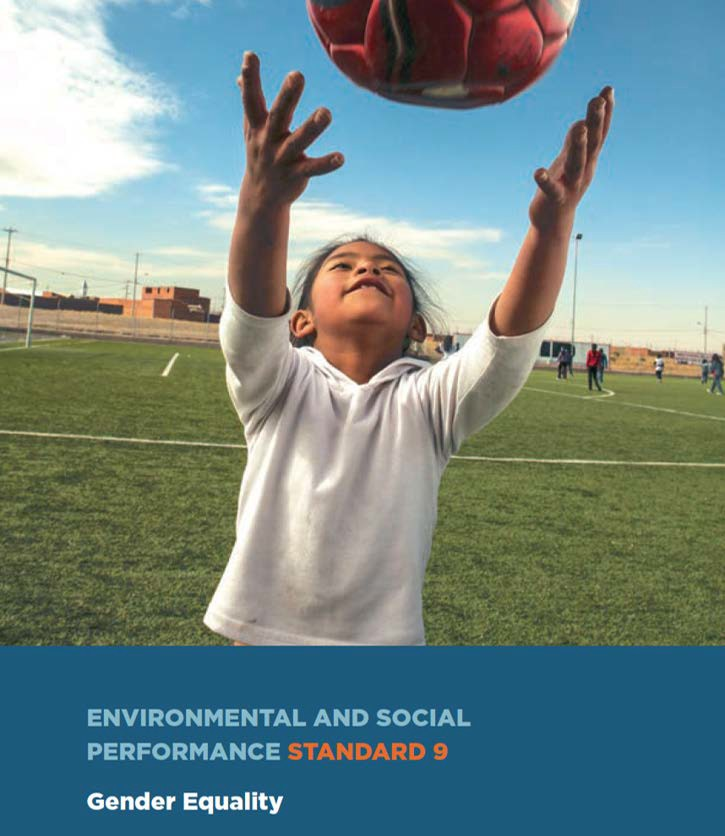 ENVIRONMENTAL AND SOCIAL
PERFORMANCE STANDARD 9
Gender Equality